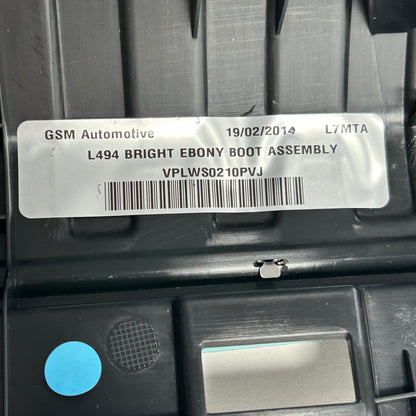 GSM Automotive 19/02/2014 L7MTA
L494 BRIGHT EBONY BOOT ASSEMBLY
VPLWS0210PVJ